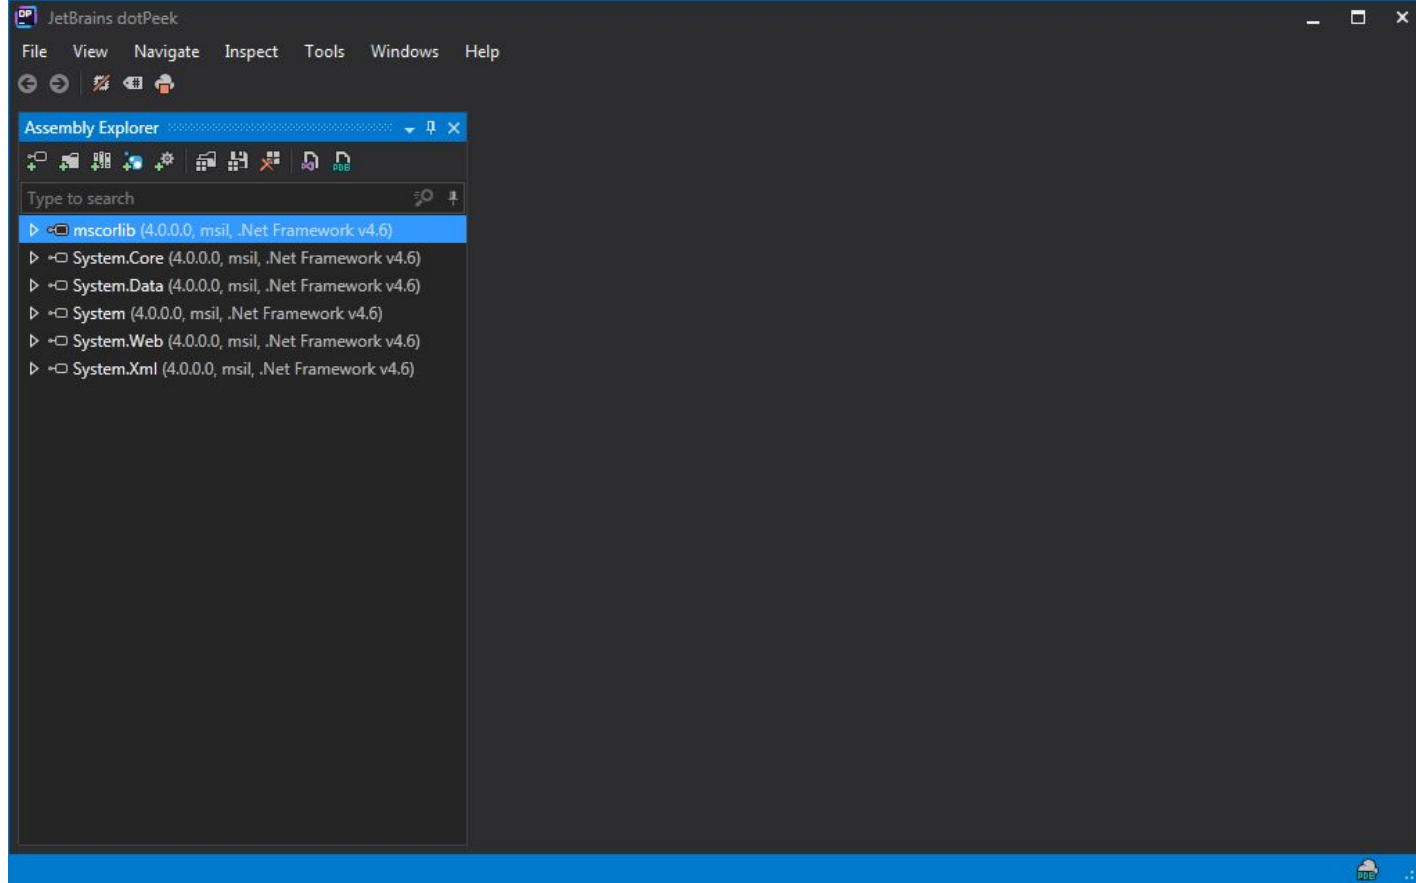 DP JetBrains dotPeek
File View Navigate Inspect Tools Windows Help
Assembly Explorer
PDB
Type to search
mscorlib (4.0.0.0, msil, .Net Framework v4.6)
System.Core (4.0.0.0, msil, .Net Framework v4.6)
System.Data (4.0.0.0, msil, .Net Framework v4.6)
System (4.0.0.0, msil, .Net Framework v4.6)
System.Web (4.0.0.0, msil, .Net Framework v4.6)
System.Xml (4.0.0.0, msil, .Net Framework v4.6)
PDB